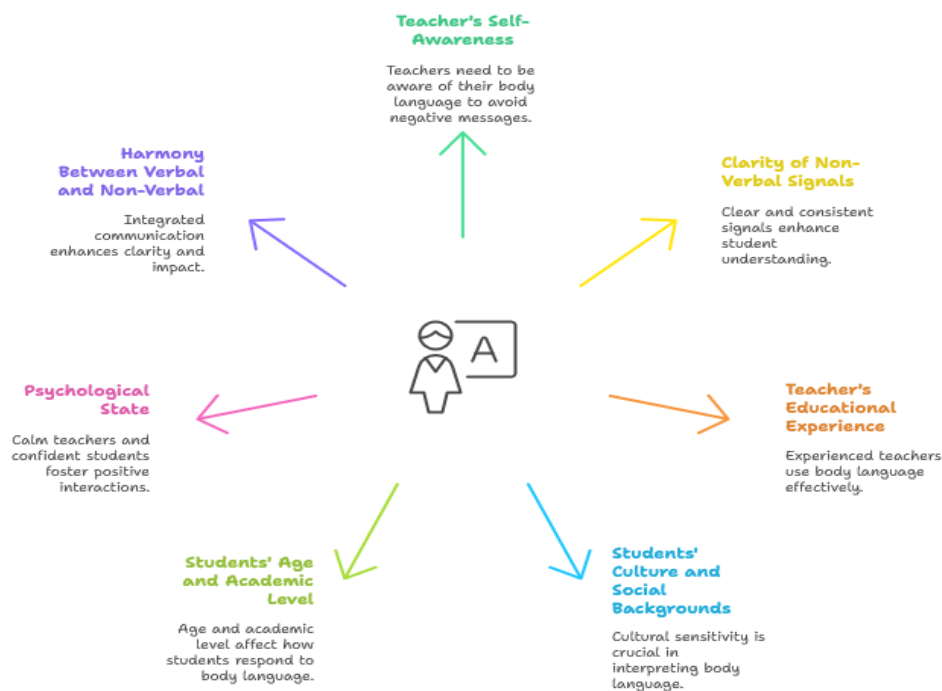 Teacher's Self-
Awareness
Teachers need to be
aware of their body
language to avoid
negative messages.
Harmony
Between Verbal
and Non-Verbal
Integrated
communication
enhances clarity and
impact.
Clarity of Non-
Verbal Signals
Clear and consistent
signals enhance
student
understanding.
A
Psychological
State
Calm teachers and
confident students
foster positive
interactions.
Teacher's
Educational
Experience
Experienced teachers
use body language
effectively.
Students' Age
and Academic
Level
Age and academic
level affect how
students respond to
body language.
Students'
Culture and
Social
Backgrounds
Cultural sensitivity is
crucial in
interpreting body
language.